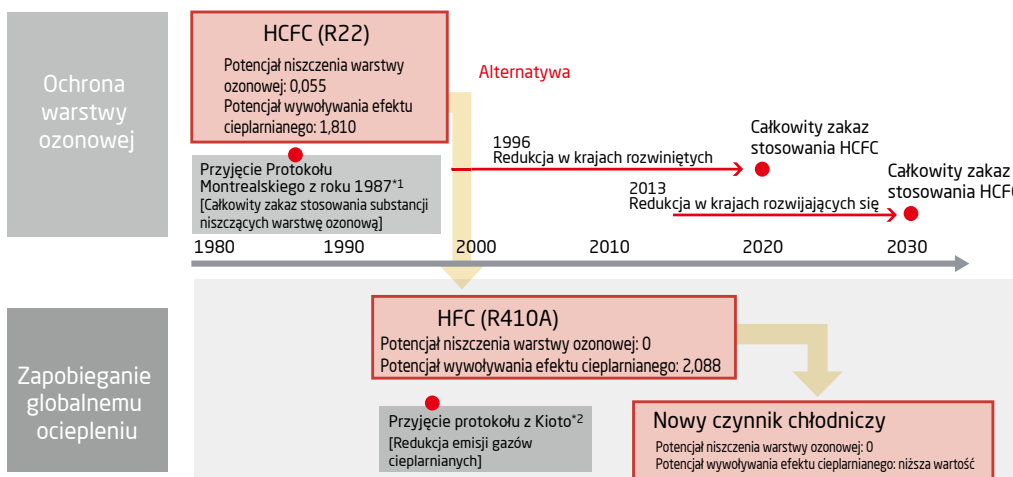 Ochrona
warstwy
ozonowej
HCFC (R22)
Potencjał niszczenia warstwy
ozonowej: 0,055
Potencjał wywoływania efektu
cieplarnianego: 1,810
Alternatywa
Przyjęcie Protokołu
Montrealskiego z roku 1987*1
[Całkowity zakaz stosowania substancji
niszczących warstwę ozonową]
1996
Redukcja w krajach rozwiniętych
Całkowity zakaz
stosowania HCFC
2013
Redukcja w krajach rozwijających się
Całkowity zakaz
stosowania HCFC
1980 1990 2000 2010 2020 2030
Zapobieganie
globalnemu
ociepleniu
HFC (R410A)
Potencjał niszczenia warstwy ozonowej: 0
Potencjał wywoływania efektu cieplarnianego: 2,088
Przyjęcie protokołu z Kioto*2
[Redukcja emisji gazów
cieplarnianych]
Nowy czynnik chłodniczy
Potencjał niszczenia warstwy ozonowej: 0
Potencjał wywoływania efektu cieplarnianego: niższa wartość